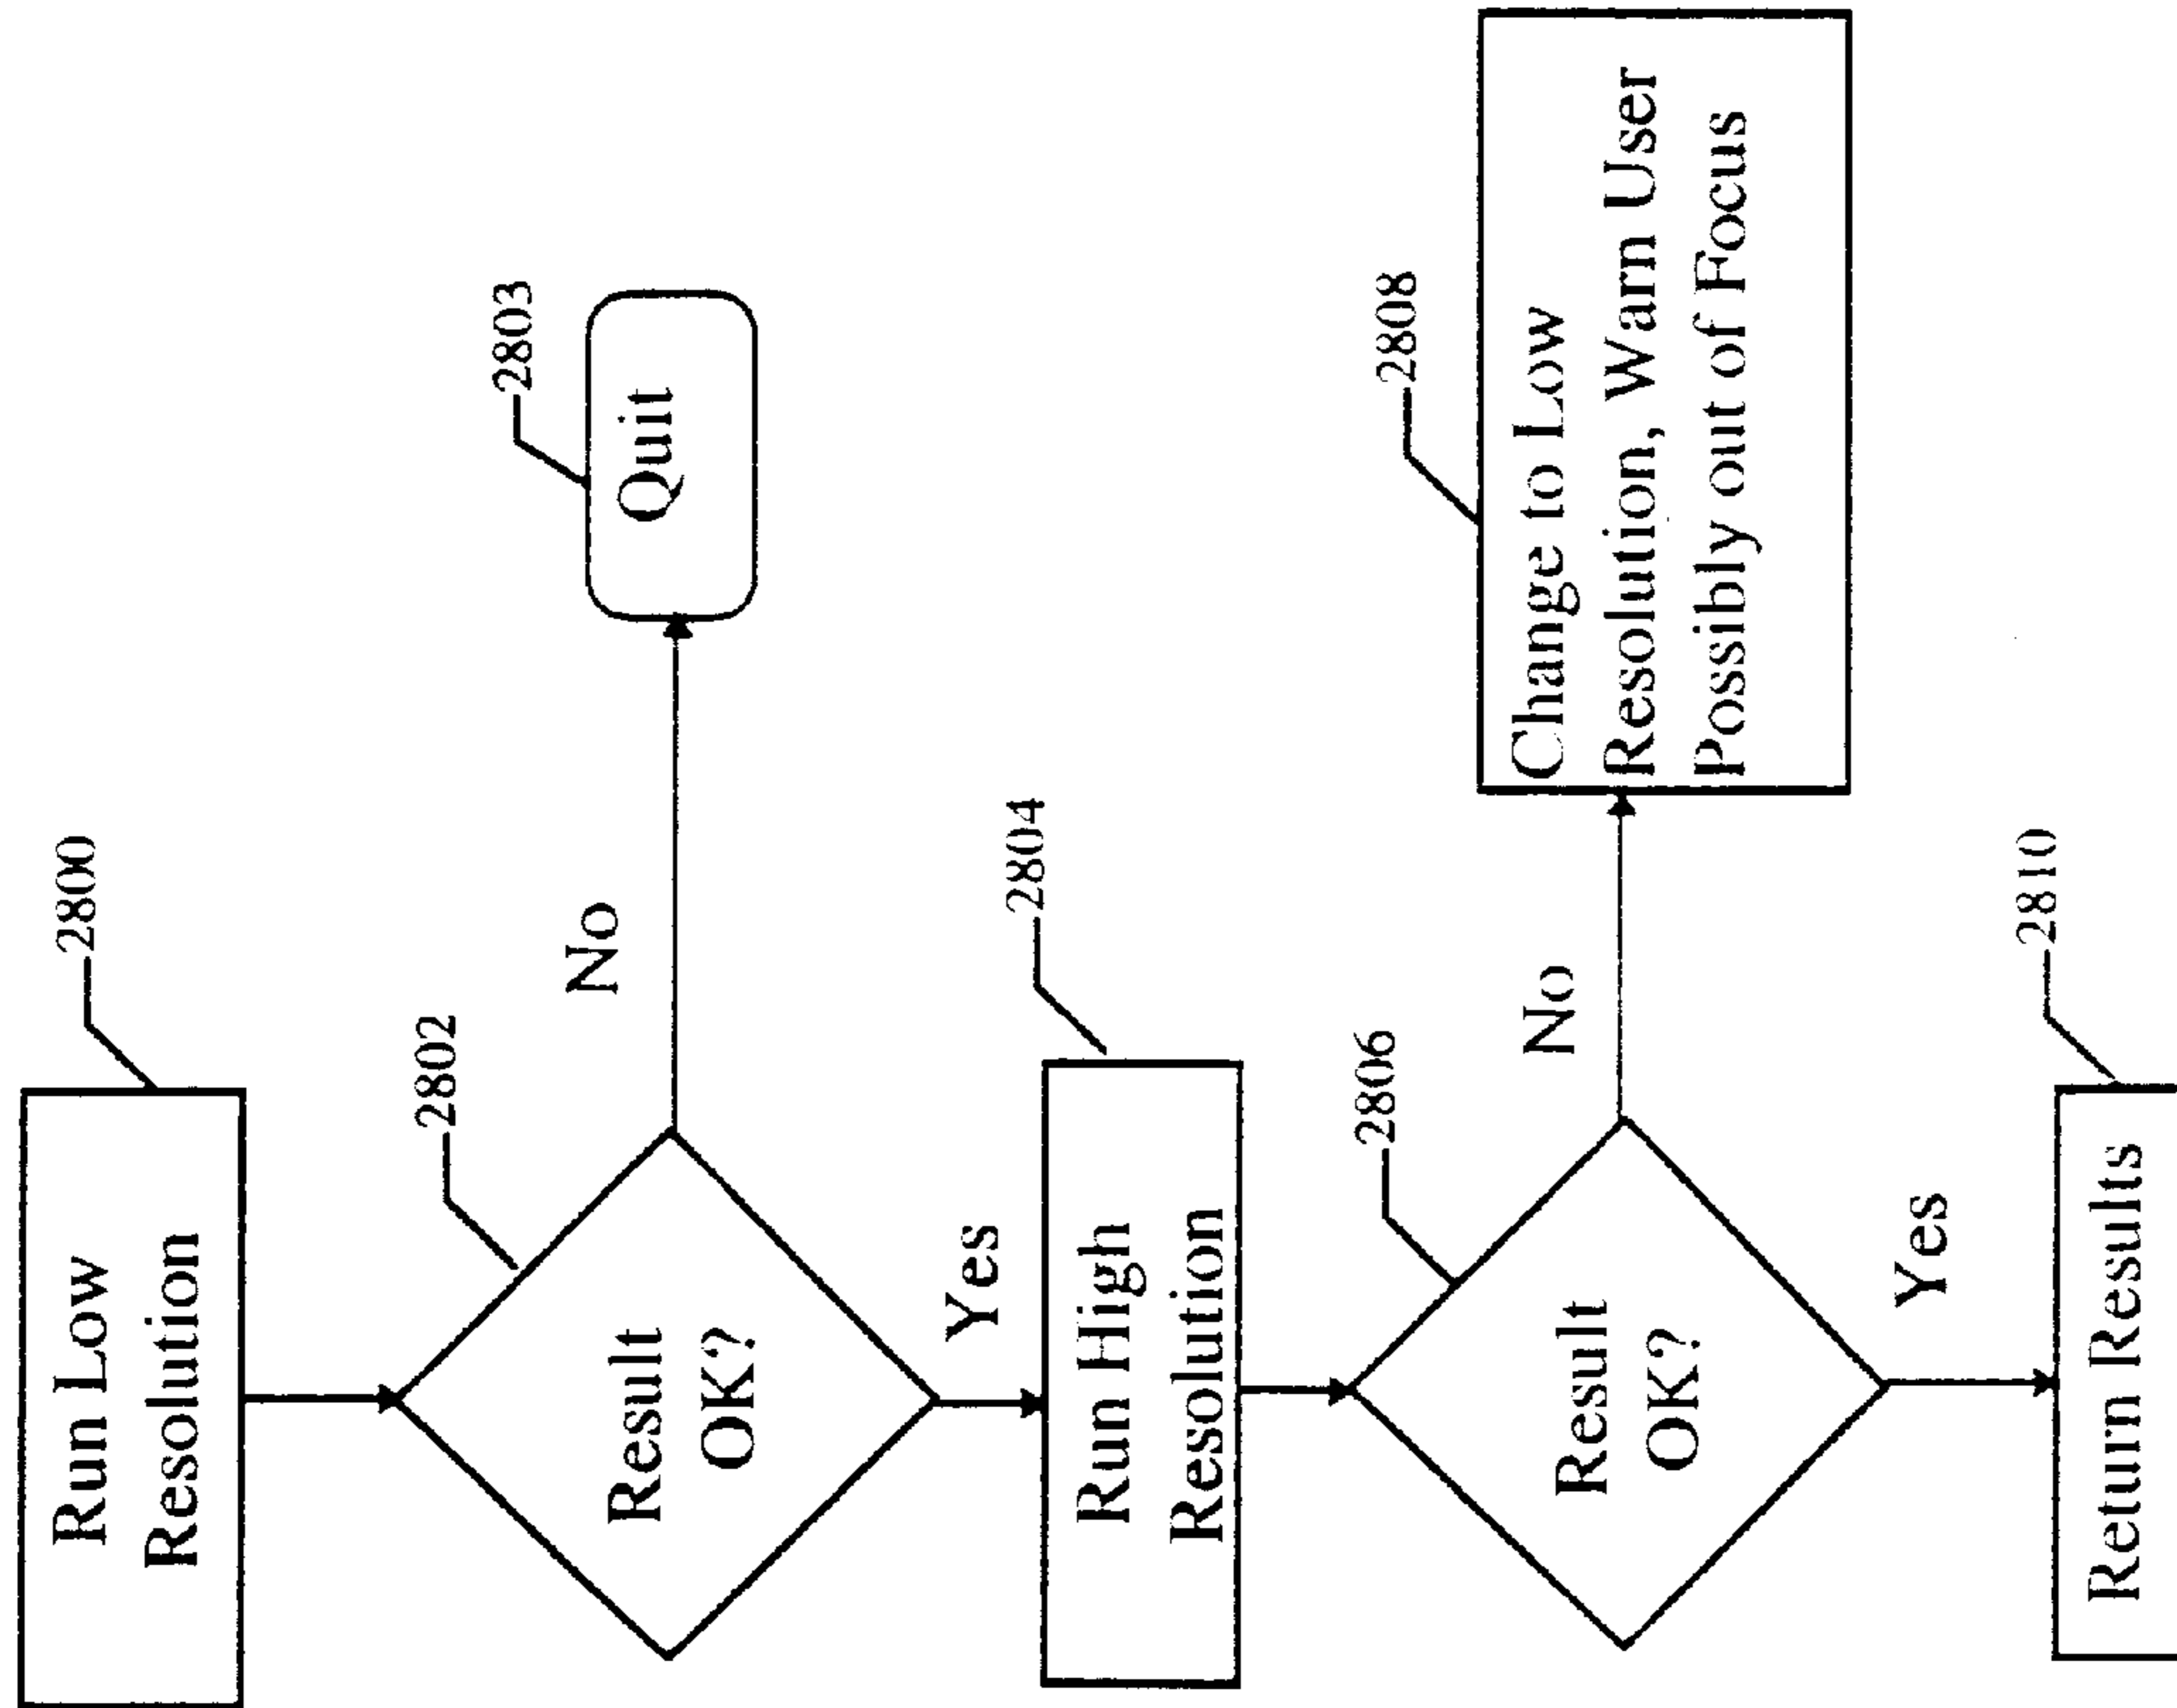 Run Low
Resolution
2800
Result
OK?
2802
No
Quit
2803
Yes
Run High
Resolution
2804
Result
OK?
2806
No
Change to Low
Resolution, Warn User
Possibly out of Focus
2808
Yes
Return Results
2810